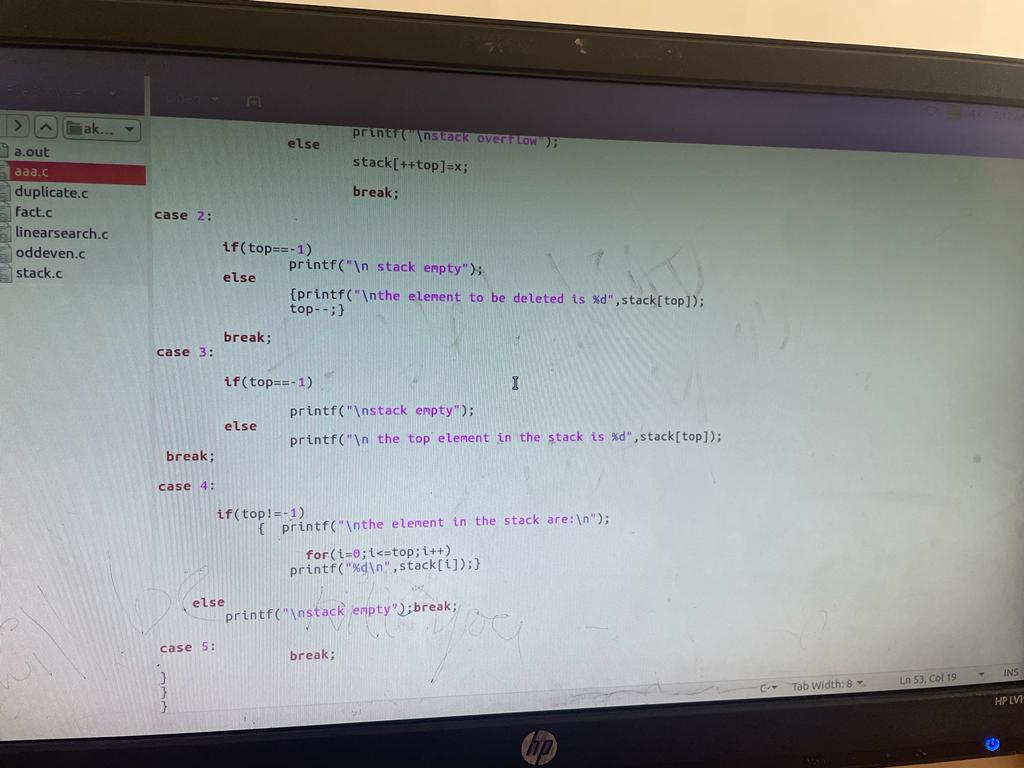 ak...
a.out
aaa.c
duplicate.c
fact.c
linearsearch.c
oddeven.c
stack.c
printf("\nstack overflow");
else
stack[++top]=x;
break;
case 2:
if(top==-1)
printf("\n stack empty");
else
{printf("\nthe element to be deleted is %d",stack[top]);
top--;}
break;
case 3:
if(top==-1)
printf("\nstack empty");
else
printf("\n the top element in the stack is %d",stack[top]);
break;
case 4:
if(top!=-1)
{ printf("\nthe element in the stack are:\n");
for(i=0;i<=top;i++)
printf("%d\n",stack[i]);}
else
printf("\nstack empty");break;
case 5:
break;
}
}
}
C Tab Width: 8 Ln 53, Col 19 INS
HP LV1
hp